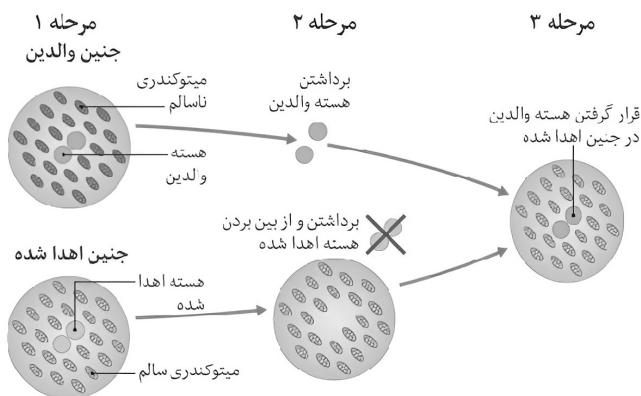 مرحله ۱
جنین والدین
میتوکندری
ناسالم
هسته
والدین
مرحله ۲
برداشتن
هسته والدین
مرحله ۳
قرار گرفتن هسته والدین
در جنین اهدا شده
جنین اهدا شده
هسته اهدا
شده
میتوکندری سالم
برداشتن و از بین بردن
هسته اهدا شده